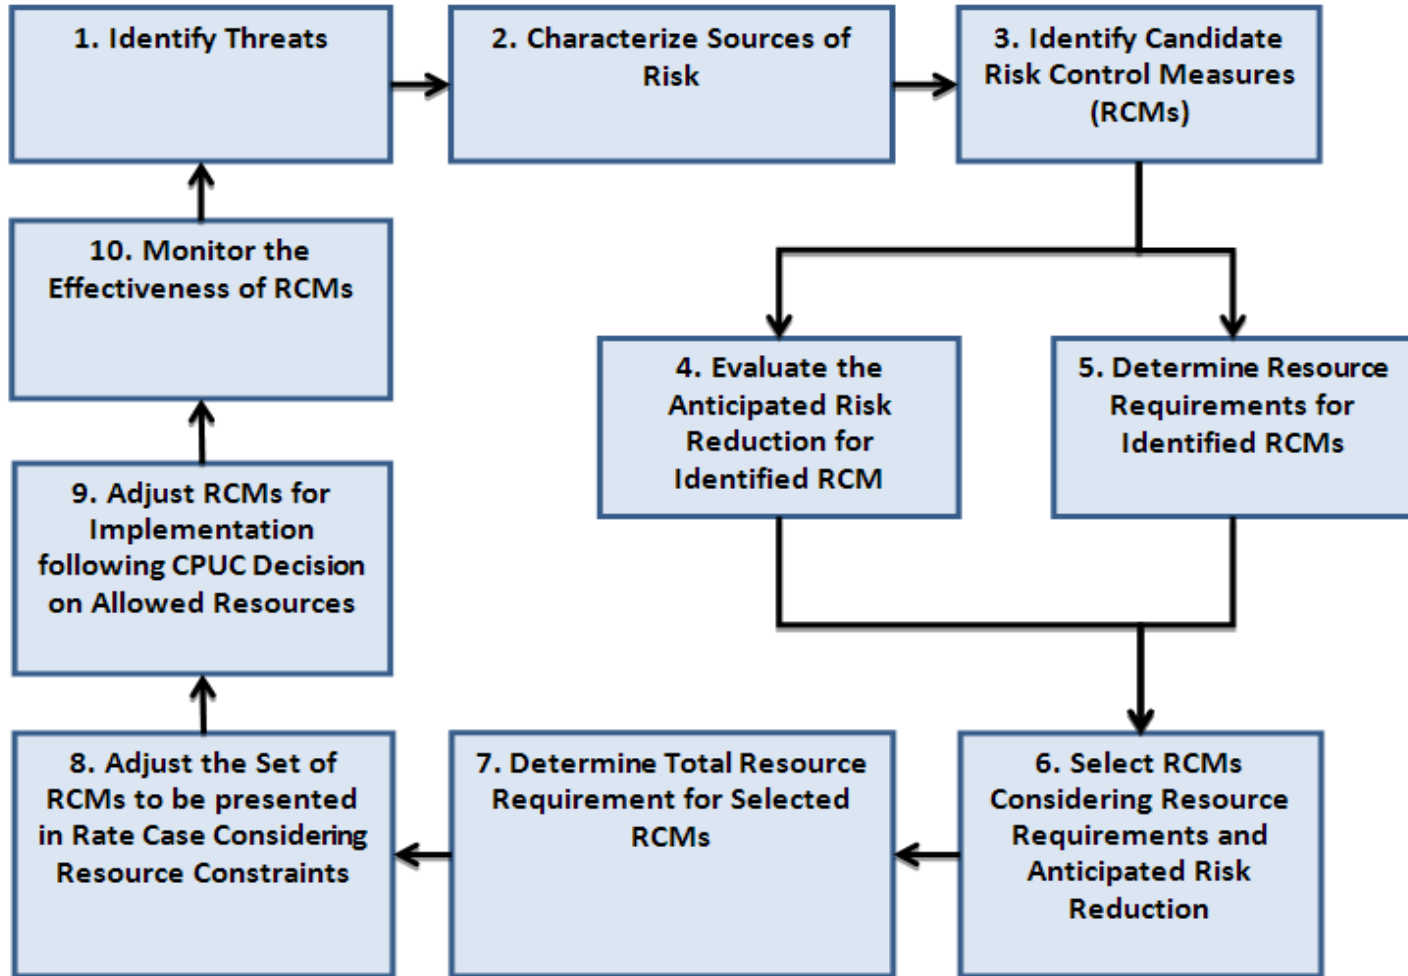 1. Identify Threats
2. Characterize Sources of
Risk
3. Identify Candidate
Risk Control Measures
(RCMs)
4. Evaluate the
Anticipated Risk
Reduction for
Identified RCM
5. Determine Resource
Requirements for
Identified RCMs
6. Select RCMs
Considering Resource
Requirements and
Anticipated Risk
Reduction
7. Determine Total Resource
Requirement for Selected
RCMs
8. Adjust the Set of
RCMs to be presented
in Rate Case Considering
Resource Constraints
9. Adjust RCMs for
Implementation
following CPUC Decision
on Allowed Resources
10. Monitor the
Effectiveness of RCMs